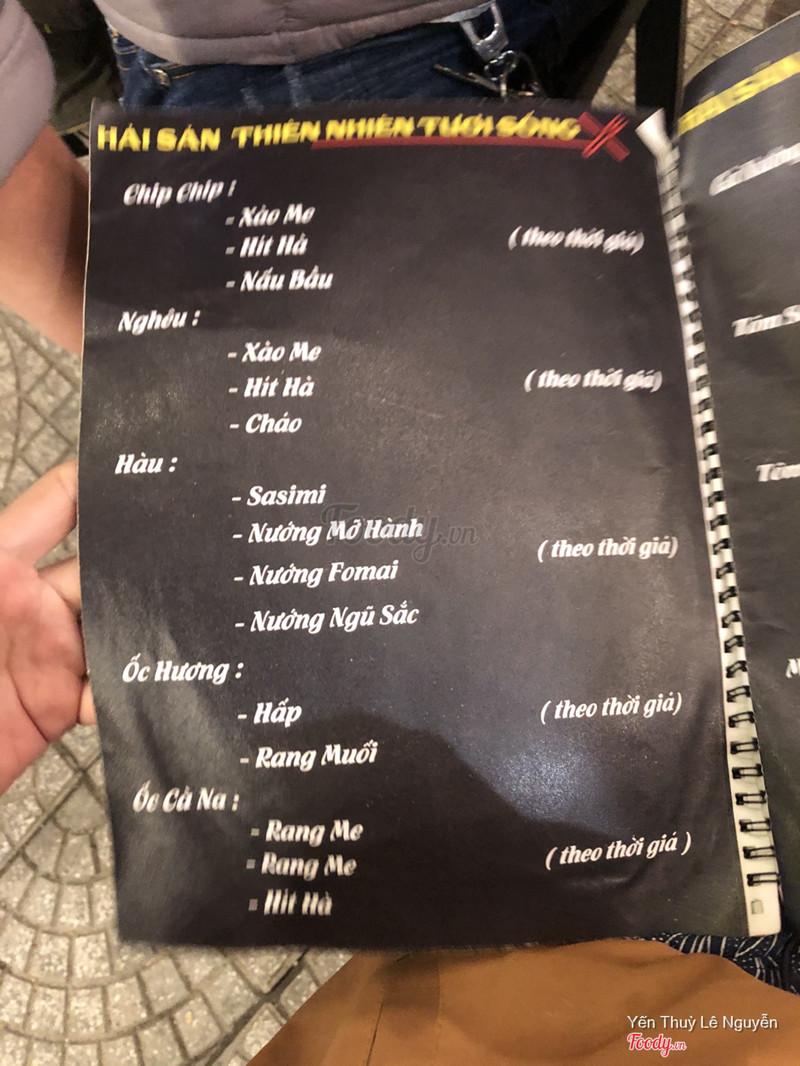 HẢI SẢN THIÊN NHIÊN TƯƠI SỐNG
Chip Chip :
- Xào Me
- Hít Hà
(theo thời giá)
- Nấu Bầu
Nghêu :
- Xào Me
- Hít Hà
( theo thời giá)
- Cháo
Hàu :
- Sasimi
- Nướng Mỡ Hành
( theo thời giá)
- Nướng Fomai
- Nướng Ngũ Sắc
Ốc Hương :
- Hấp
( theo thời giá)
- Rang Muối
Ốc Cà Na :
- Rang Me
- Rang Me
( theo thời giá )
- Hít Hà
Foody.vn
Yến Thuỳ Lê Nguyễn
Foody.vn